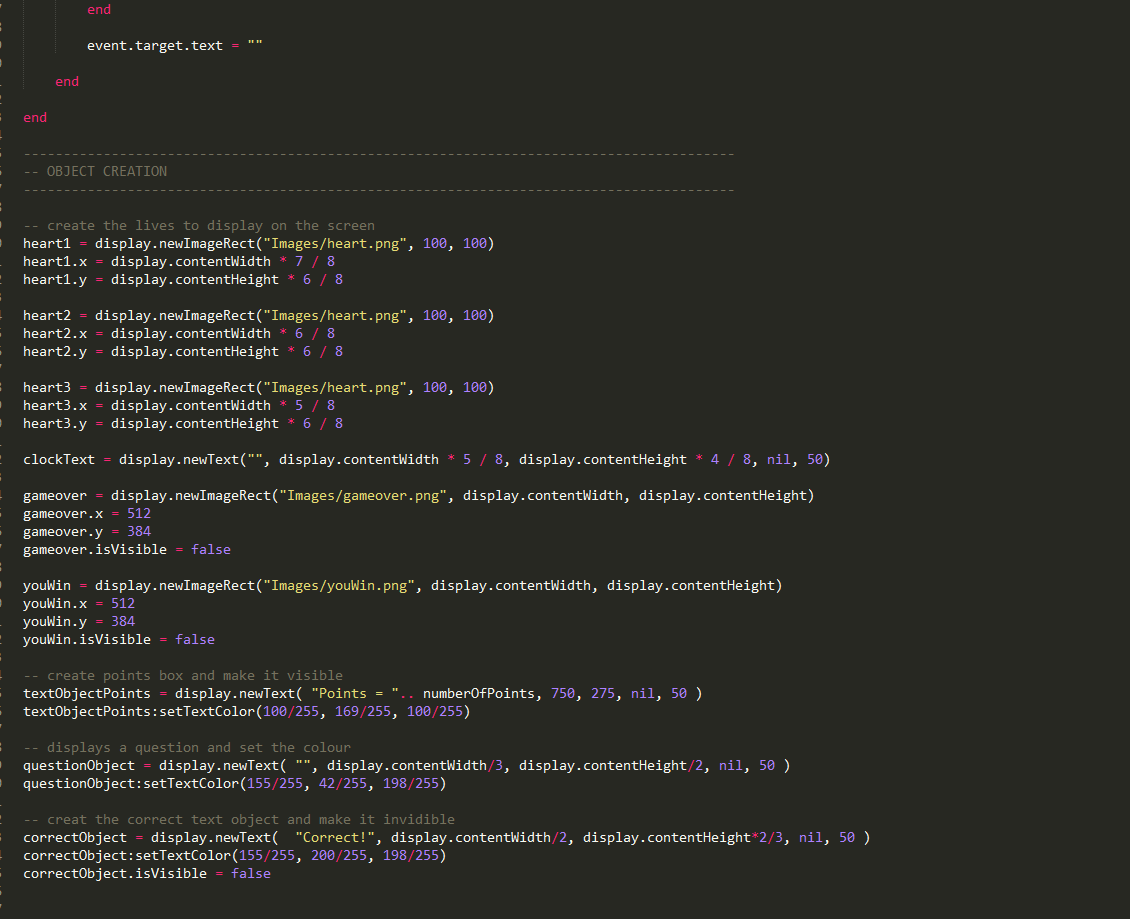 end
event.target.text = ""
end
end
-----------------------------------------------------------------------------------------
-- OBJECT CREATION
-----------------------------------------------------------------------------------------
-- create the lives to display on the screen
heart1 = display.newImageRect("Images/heart.png", 100, 100)
heart1.x = display.contentWidth * 7 / 8
heart1.y = display.contentHeight * 6 / 8
heart2 = display.newImageRect("Images/heart.png", 100, 100)
heart2.x = display.contentWidth * 6 / 8
heart2.y = display.contentHeight * 6 / 8
heart3 = display.newImageRect("Images/heart.png", 100, 100)
heart3.x = display.contentWidth * 5 / 8
heart3.y = display.contentHeight * 6 / 8
clockText = display.newText("", display.contentWidth * 5 / 8, display.contentHeight * 4 / 8, nil, 50)
gameover = display.newImageRect("Images/gameover.png", display.contentWidth, display.contentHeight)
gameover.x = 512
gameover.y = 384
gameover.isVisible = false
youWin = display.newImageRect("Images/youWin.png", display.contentWidth, display.contentHeight)
youWin.x = 512
youWin.y = 384
youWin.isVisible = false
-- create points box and make it visible
textObjectPoints = display.newText( "Points = ".. numberOfPoints, 750, 275, nil, 50 )
textObjectPoints:setTextColor(100/255, 169/255, 100/255)
-- displays a question and set the colour
questionObject = display.newText( "", display.contentWidth/3, display.contentHeight/2, nil, 50 )
questionObject:setTextColor(155/255, 42/255, 198/255)
-- creat the correct text object and make it invidible
correctObject = display.newText(  "Correct!", display.contentWidth/2, display.contentHeight*2/3, nil, 50 )
correctObject:setTextColor(155/255, 200/255, 198/255)
correctObject.isVisible = false